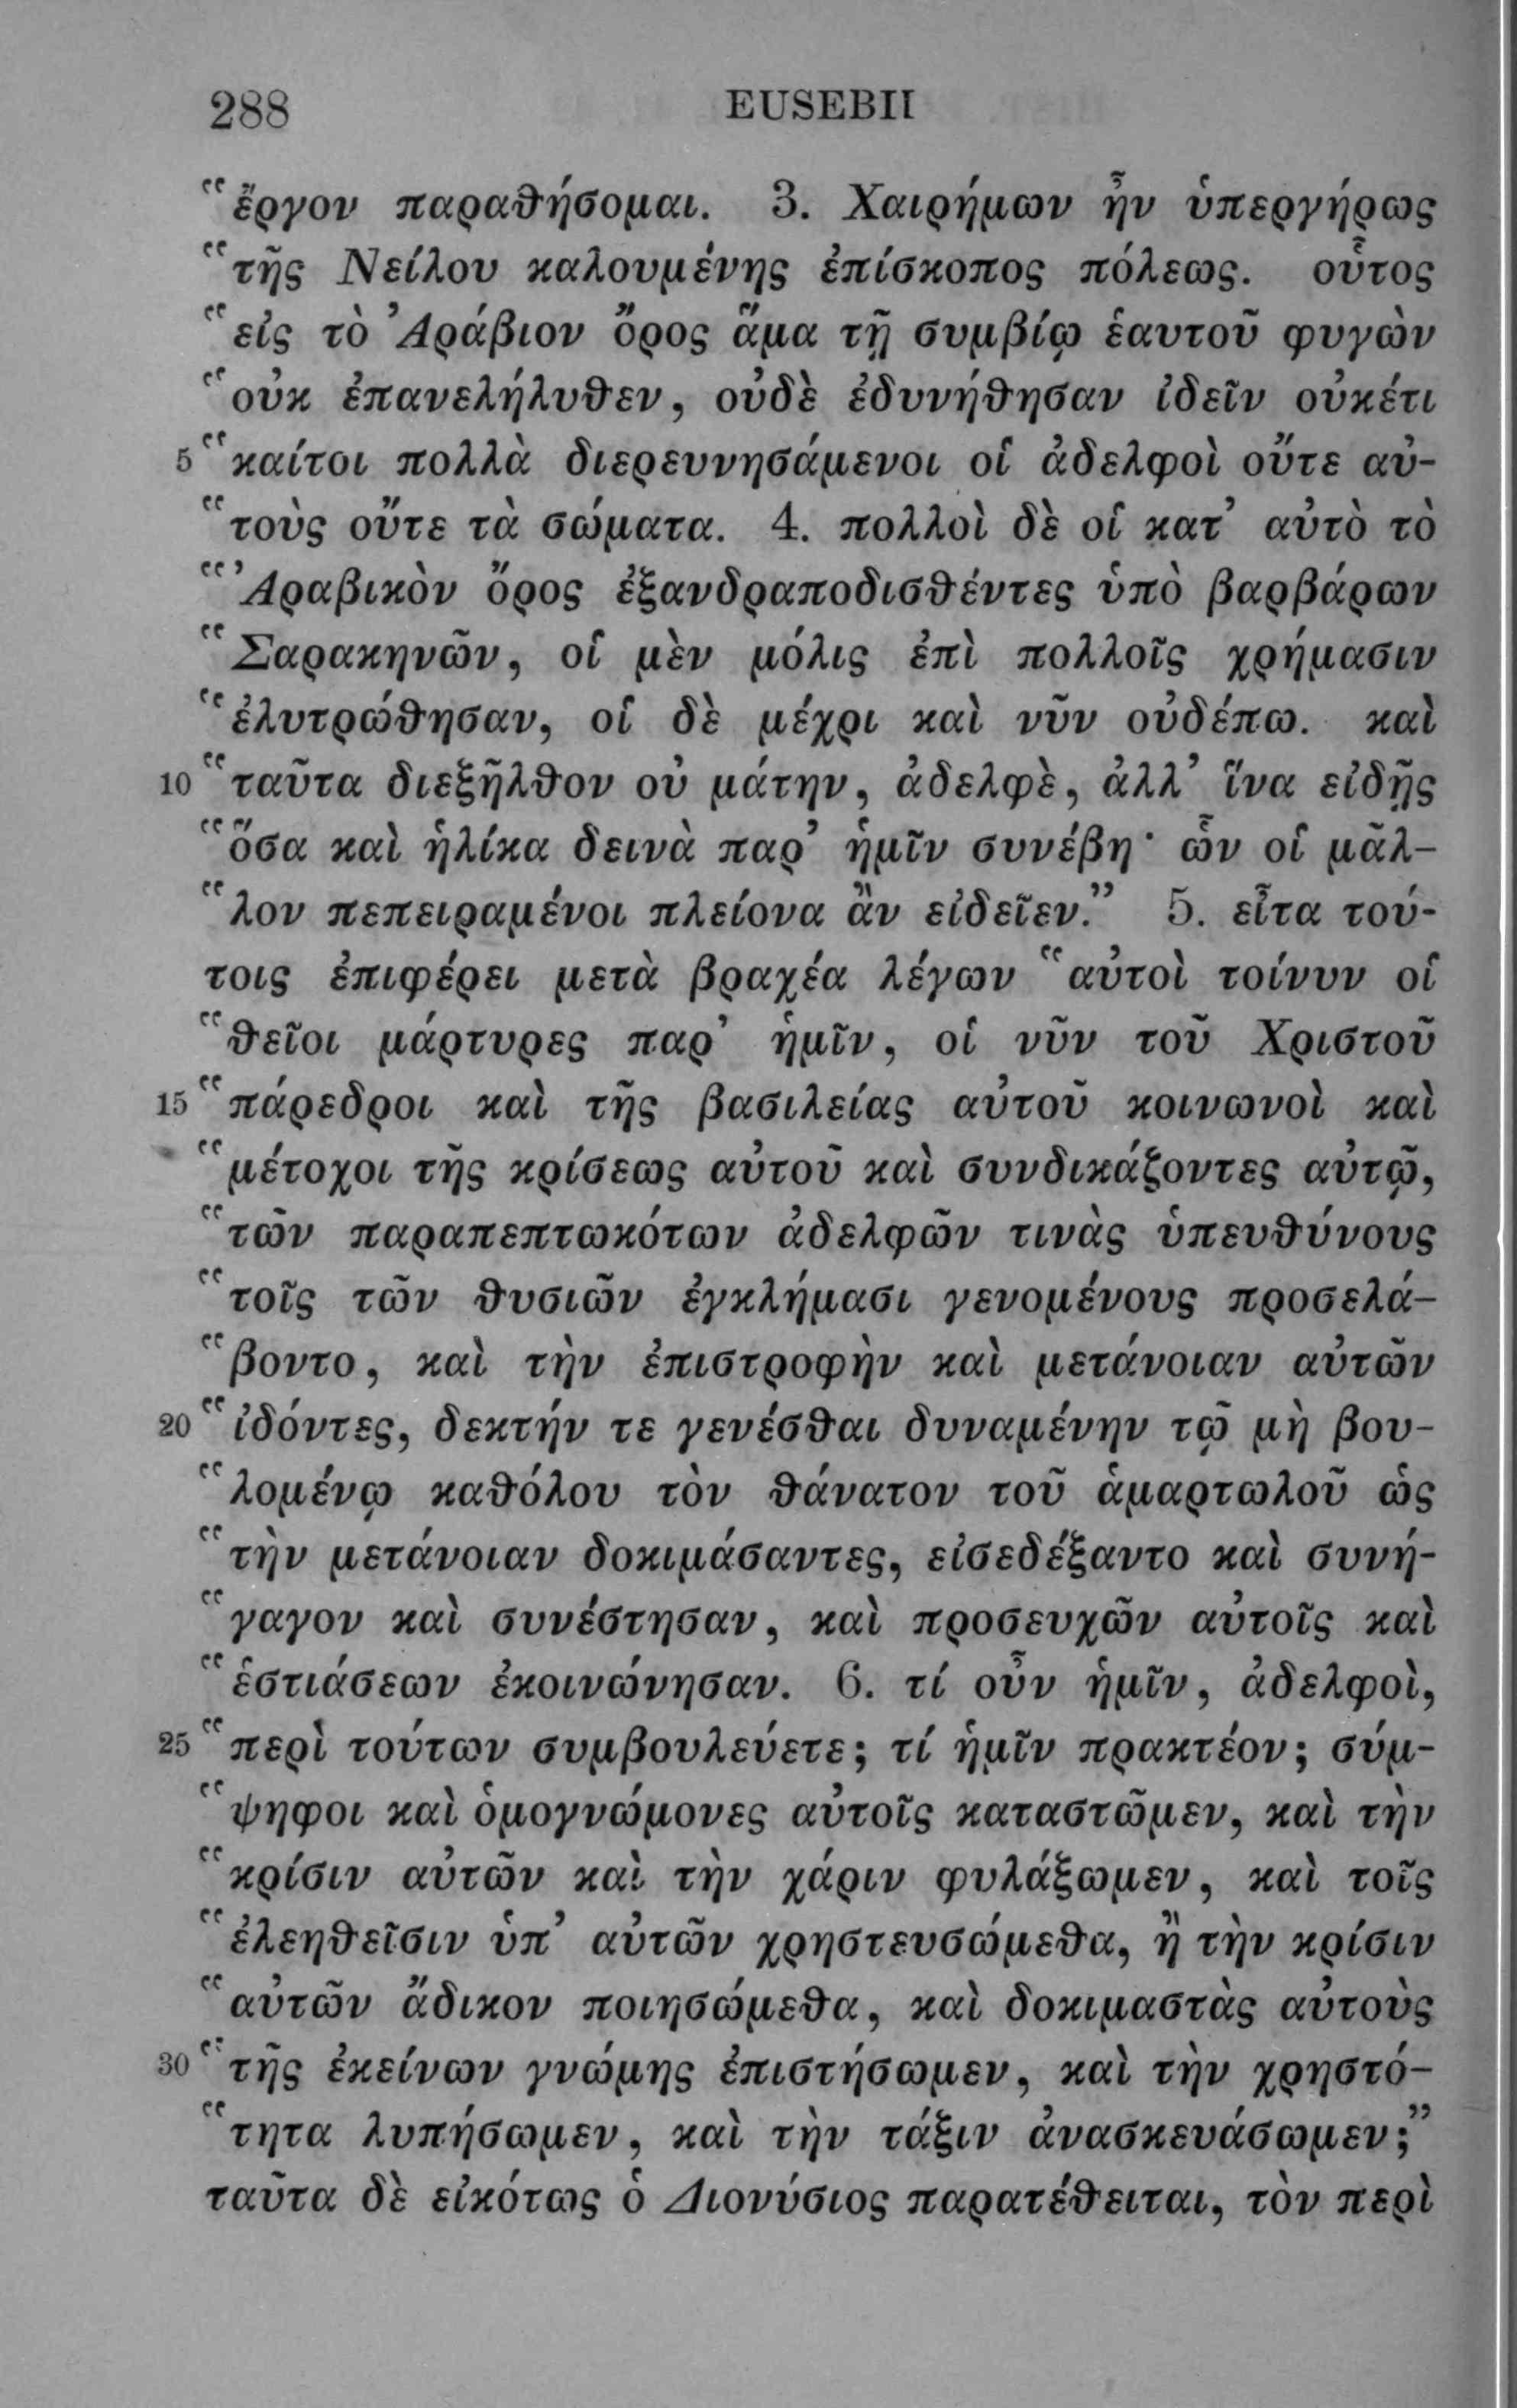 288 EUSEBII
“ἔργον παραθήσομαι. 3. Χαιρήμων ἦν ὑπεργήρως
“τῆς Νείλου καλουμένης ἐπίσκοπος πόλεως. οὗτος
“εἰς τὸ Ἀράβιον ὄρος ἅμα τῇ συμβίῳ ἑαυτοῦ φυγὼν
“οὐκ ἐπανελήλυθεν, οὐδὲ ἐδυνήθησαν ἰδεῖν οὐκέτι
5 “καίτοι πολλὰ διερευνησάμενοι οἱ ἀδελφοὶ οὔτε αὐ-
“τοὺς οὔτε τὰ σώματα. 4. πολλοὶ δὲ οἱ κατ’ αὐτὸ τὸ
“Ἀραβικὸν ὄρος ἐξανδραποδισθέντες ὑπὸ βαρβάρων
“Σαρακηνῶν, οἱ μὲν μόλις ἐπὶ πολλοῖς χρήμασιν
“ἐλυτρώθησαν, οἱ δὲ μέχρι καὶ νῦν οὐδέπω. καὶ
10 “ταῦτα διεξῆλθον οὐ μάτην, ἀδελφὲ, ἀλλ’ ἵνα εἰδῇς
“ὅσα καὶ ἡλίκα δεινὰ παρ’ ἡμῖν συνέβη· ὧν οἱ μᾶλ-
“λον πεπειραμένοι πλείονα ἂν εἰδεῖεν.” 5. εἶτα τού-
τοις ἐπιφέρει μετὰ βραχέα λέγων “αὐτοὶ τοίνυν οἱ
“θεῖοι μάρτυρες παρ’ ἡμῖν, οἱ νῦν τοῦ Χριστοῦ
15 “πάρεδροι καὶ τῆς βασιλείας αὐτοῦ κοινωνοὶ καὶ
“μέτοχοι τῆς κρίσεως αὐτοῦ καὶ συνδικάζοντες αὐτῷ,
“τῶν παραπεπτωκότων ἀδελφῶν τινὰς ὑπευθύνους
“τοῖς τῶν θυσιῶν ἐγκλήμασι γενομένους προσελά-
“βοντο, καὶ τὴν ἐπιστροφὴν καὶ μετάνοιαν αὐτῶν
20 “ἰδόντες, δεκτήν τε γενέσθαι δυναμένην τῷ μὴ βου-
“λομένῳ καθόλου τὸν θάνατον τοῦ ἁμαρτωλοῦ ὡς
“τὴν μετάνοιαν δοκιμάσαντες, εἰσεδέξαντο καὶ συνή-
“γαγον καὶ συνέστησαν, καὶ προσευχῶν αὐτοῖς καὶ
“ἑστιάσεων ἐκοινώνησαν. 6. τί οὖν ἡμῖν, ἀδελφοὶ,
25 “περὶ τούτων συμβουλεύετε; τί ἡμῖν πρακτέον; σύμ-
“ψηφοι καὶ ὁμογνώμονες αὐτοῖς καταστῶμεν, καὶ τὴν
“κρίσιν αὐτῶν καὶ τὴν χάριν φυλάξωμεν, καὶ τοῖς
“ἐλεηθεῖσιν ὑπ’ αὐτῶν χρηστευσώμεθα, ἢ τὴν κρίσιν
“αὐτῶν ἄδικον ποιησώμεθα, καὶ δοκιμαστὰς αὐτοὺς
30 “τῆς ἐκείνων γνώμης ἐπιστήσωμεν, καὶ τὴν χρηστό-
“τητα λυπήσωμεν, καὶ τὴν τάξιν ἀνασκευάσωμεν;”
ταῦτα δὲ εἰκότως ὁ Διονύσιος παρατέθειται, τὸν περὶ